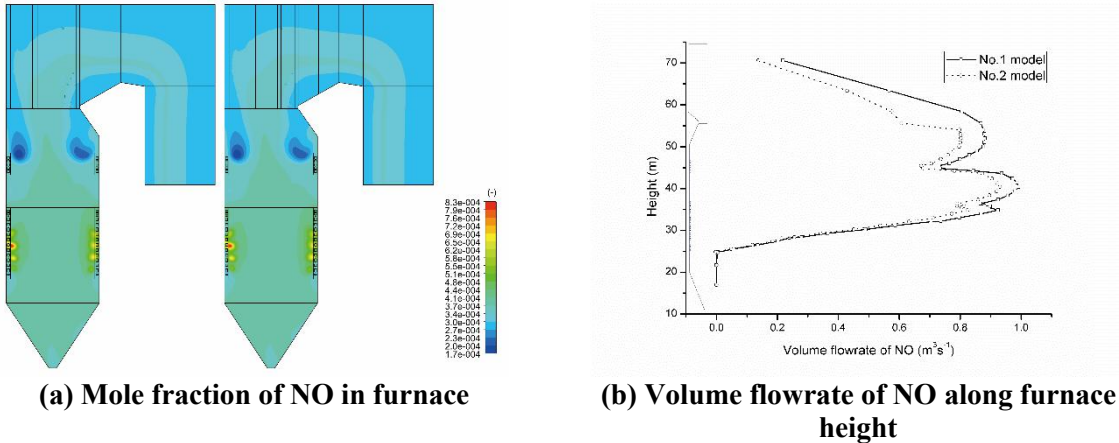 (-)
8.3e-004
7.9e-004
7.6e-004
7.2e-004
6.9e-004
6.5e-004
6.2e-004
5.8e-004
5.5e-004
5.1e-004
4.8e-004
4.4e-004
4.1e-004
3.7e-004
3.4e-004
3.0e-004
2.7e-004
2.4e-004
2.0e-004
1.7e-004
(a) Mole fraction of NO in furnace
No.1 model
No.2 model
70
60
50
40
30
20
10
Height (m)
0.0 0.2 0.4 0.6 0.8 1.0
Volume flowrate of NO (m³s⁻¹)
(b) Volume flowrate of NO along furnace
height